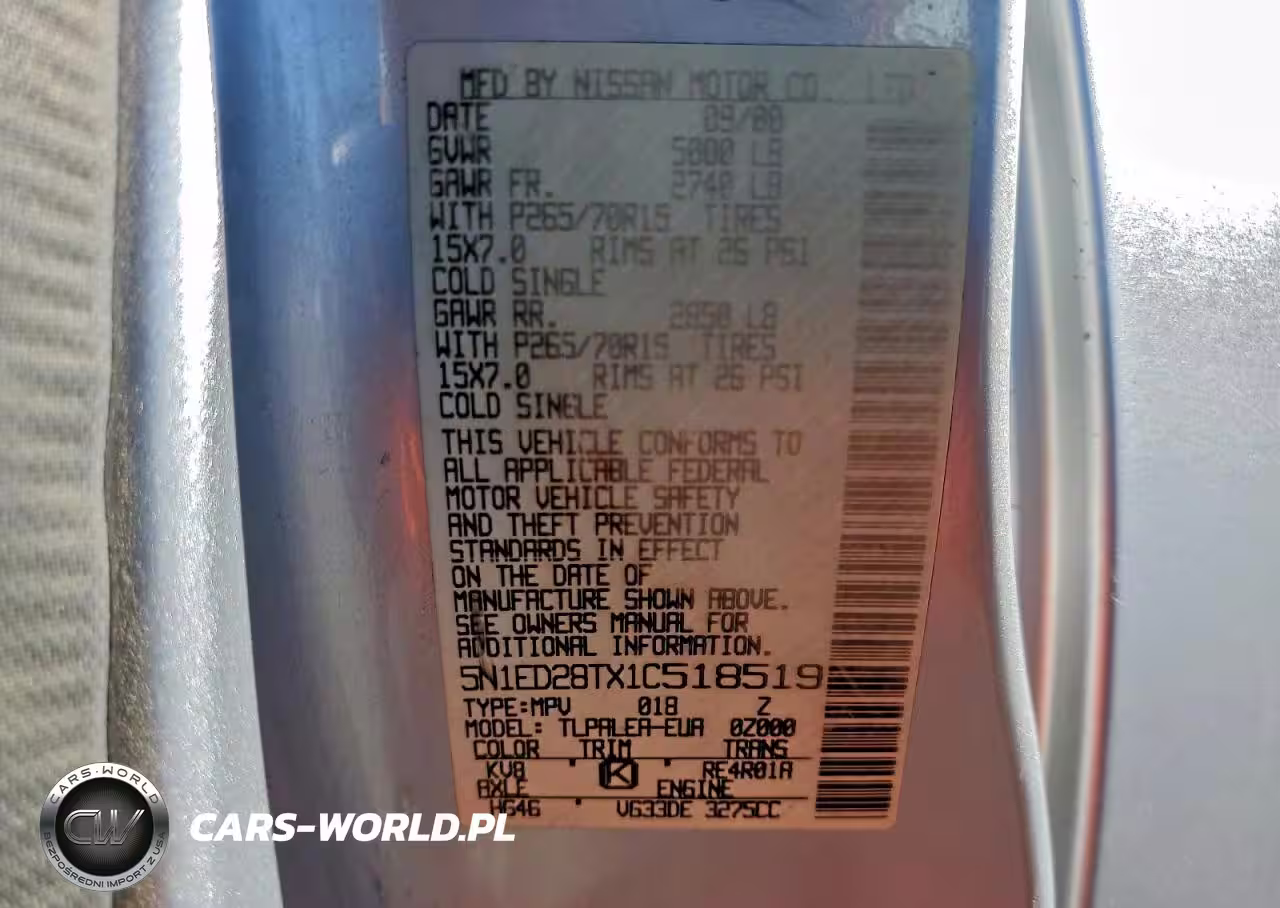 MFD BY NISSAN MOTOR CO. LTD
DATE 09/00
GVWR 5000 LB
GAWR FR. 2740 LB
WITH P265/70R15 TIRES
15X7.0 RIMS AT 26 PSI
COLD SINGLE
GAWR RR. 2850 LB
WITH P265/70R15 TIRES
15X7.0 RIMS AT 26 PSI
COLD SINGLE
THIS VEHICLE CONFORMS TO
ALL APPLICABLE FEDERAL
MOTOR VEHICLE SAFETY
AND THEFT PREVENTION
STANDARDS IN EFFECT
ON THE DATE OF
MANUFACTURE SHOWN ABOVE.
SEE OWNERS MANUAL FOR
ADDITIONAL INFORMATION.
5N1ED28TX1C518519
TYPE:MPV 018 Z
MODEL: TLPALEA-EUA 0Z000
COLOR TRIM TRANS
KV8 K RE4R01A
AXLE ENGINE
HG46 VG33DE 3275CC
CARS-WORLD
CW
BEZPOŚREDNI IMPORT Z USA
CARS-WORLD.PL